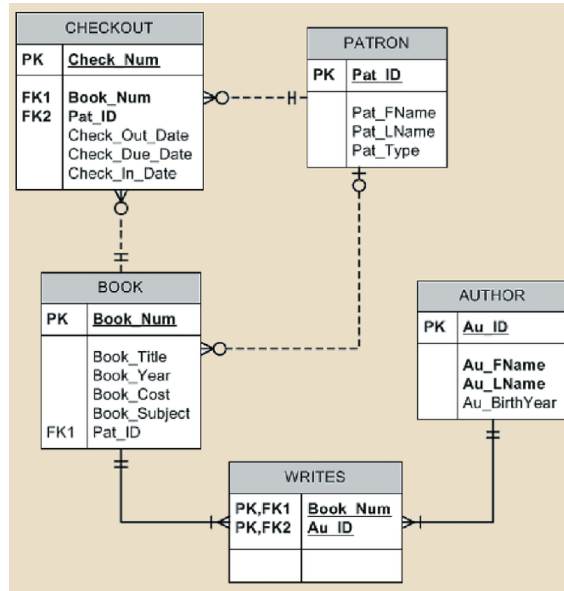 CHECKOUT
PK Check_Num
FK1 Book_Num
FK2 Pat_ID
Check_Out_Date
Check_Due_Date
Check_In_Date
PATRON
PK Pat_ID
Pat_FName
Pat_LName
Pat_Type
BOOK
PK Book_Num
Book_Title
Book_Year
Book_Cost
Book_Subject
FK1 Pat_ID
AUTHOR
PK Au_ID
Au_FName
Au_LName
Au_BirthYear
WRITES
PK,FK1 Book_Num
PK,FK2 Au_ID